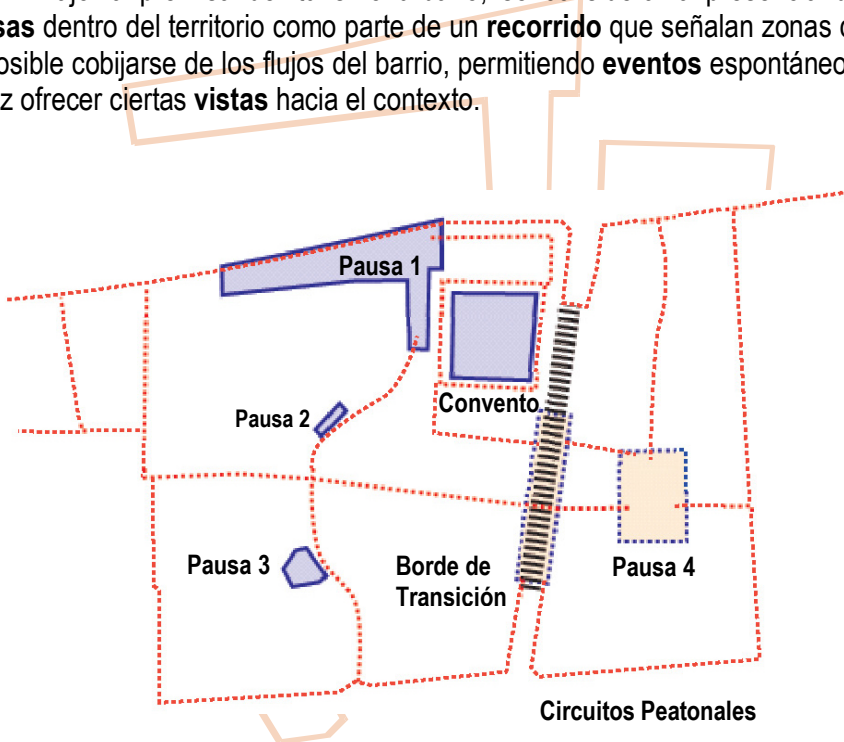 sas dentro del territorio como parte de un recorrido que señalan zonas
osible cobijarse de los flujos del barrio, permitiendo eventos espontáneo
z ofrecer ciertas vistas hacia el contexto.
Pausa 1
Convento
Pausa 2
Pausa 3
Borde de
Transición
Pausa 4
Circuitos Peatonales